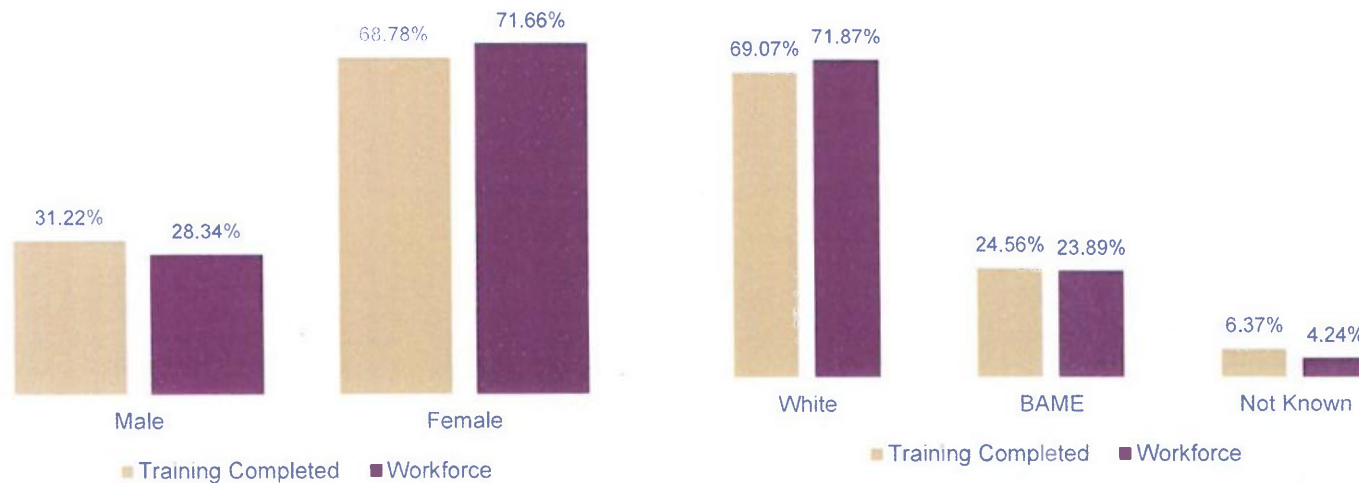 68.78%
71.66%
31.22%
28.34%
Male
Female
Training Completed
Workforce
69.07%
71.87%
24.56%
23.89%
6.37%
4.24%
White
BAME
Not Known
Training Completed
Workforce